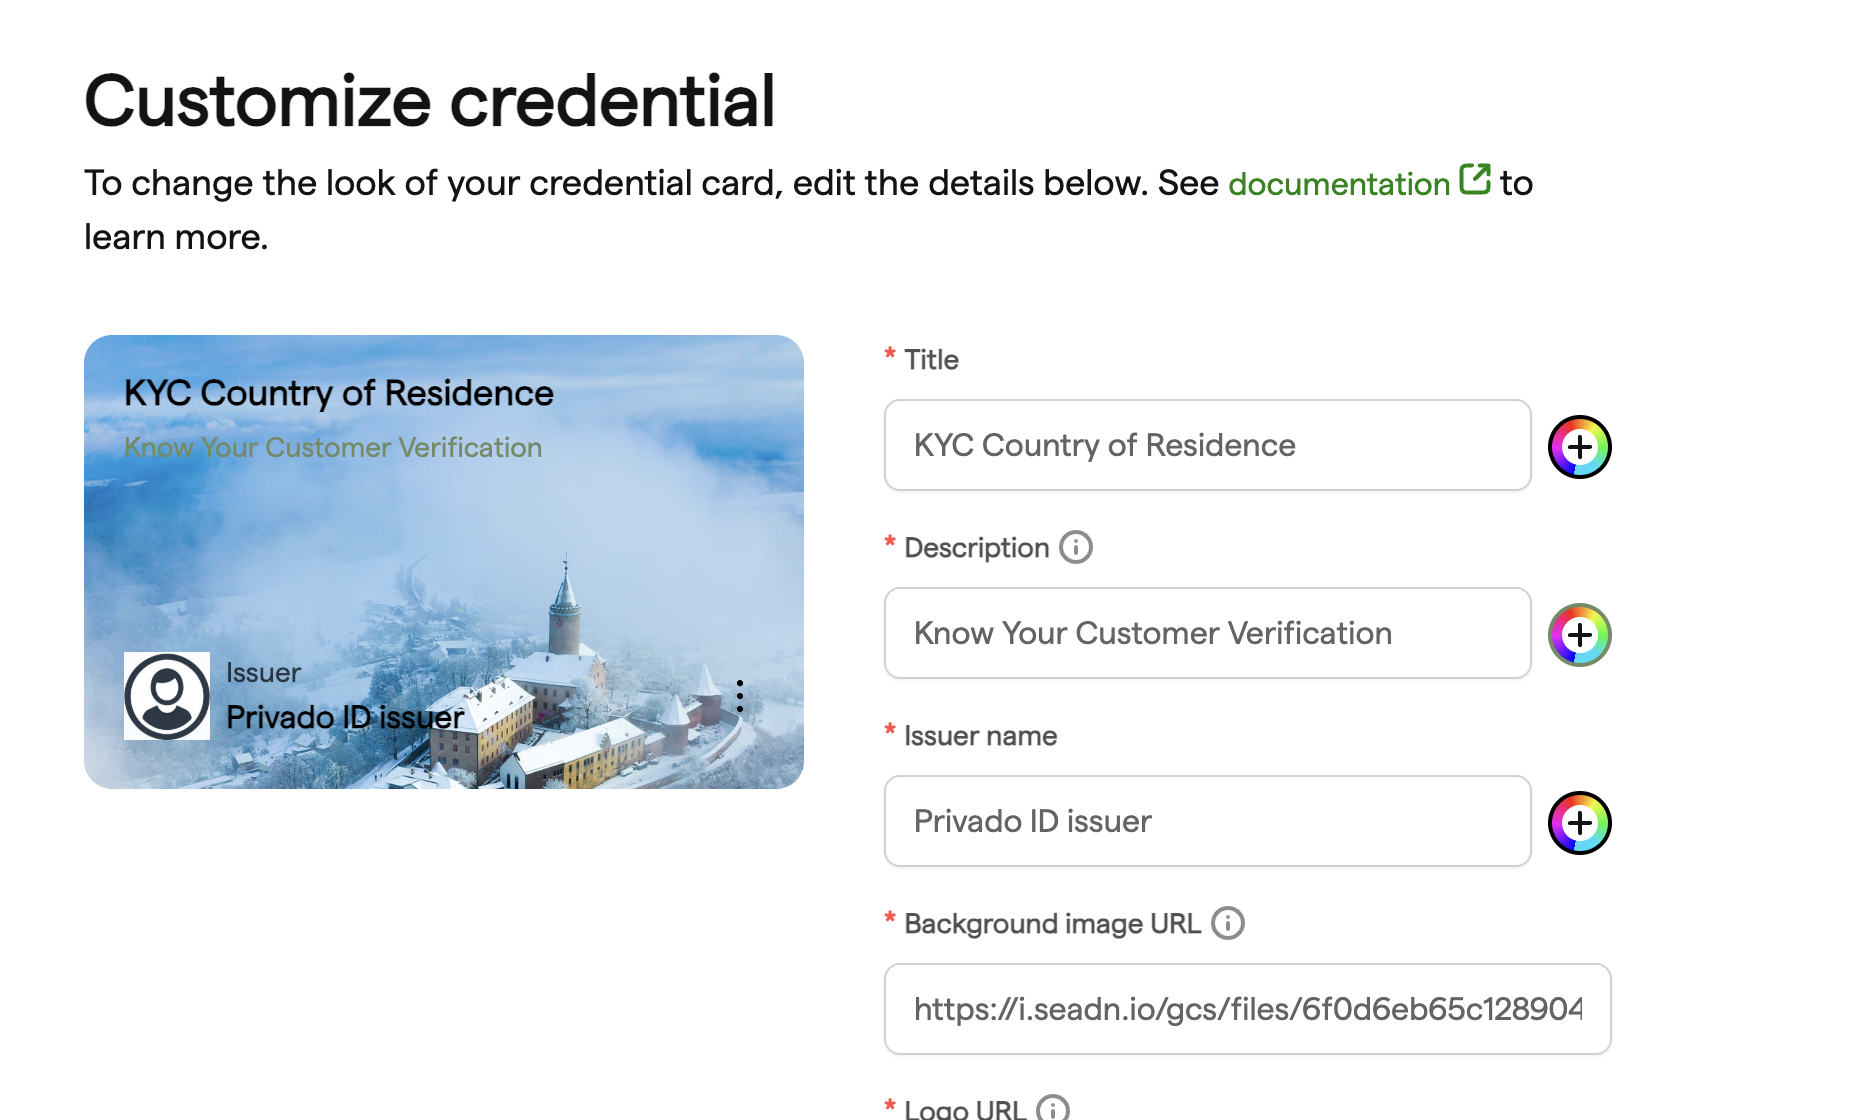 Customize credential
To change the look of your credential card, edit the details below. See documentation to
learn more.
KYC Country of Residence
Know Your Customer Verification
Issuer
Privado ID issuer
* Title
KYC Country of Residence
* Description
Know Your Customer Verification
* Issuer name
Privado ID issuer
* Background image URL
https://i.seadn.io/gcs/files/6f0d6eb65c128904
* Logo URL